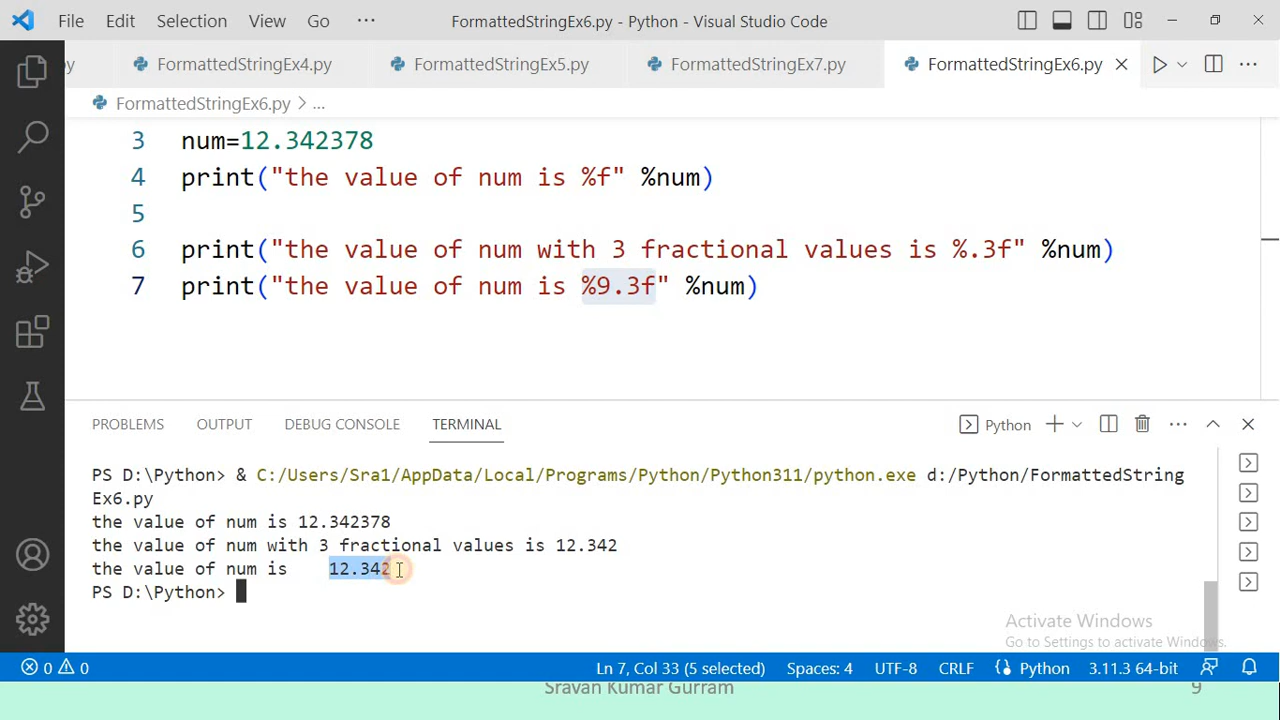 File Edit Selection View Go ··· FormattedStringEx6.py - Python - Visual Studio Code
py FormattedStringEx4.py FormattedStringEx5.py FormattedStringEx7.py FormattedStringEx6.py
FormattedStringEx6.py > ...
3 num=12.342378
4 print("the value of num is %f" %num)
5
6 print("the value of num with 3 fractional values is %.3f" %num)
7 print("the value of num is %9.3f" %num)
PROBLEMS OUTPUT DEBUG CONSOLE TERMINAL Python
PS D:\Python> & C:/Users/Sra1/AppData/Local/Programs/Python/Python311/python.exe d:/Python/FormattedString
Ex6.py
the value of num is 12.342378
the value of num with 3 fractional values is 12.342
the value of num is    12.342
PS D:\Python>
Activate Windows
Go to Settings to activate Windows.
0 0 Ln 7, Col 33 (5 selected) Spaces: 4 UTF-8 CRLF Python 3.11.3 64-bit
Sravan Kumar Gurram 9